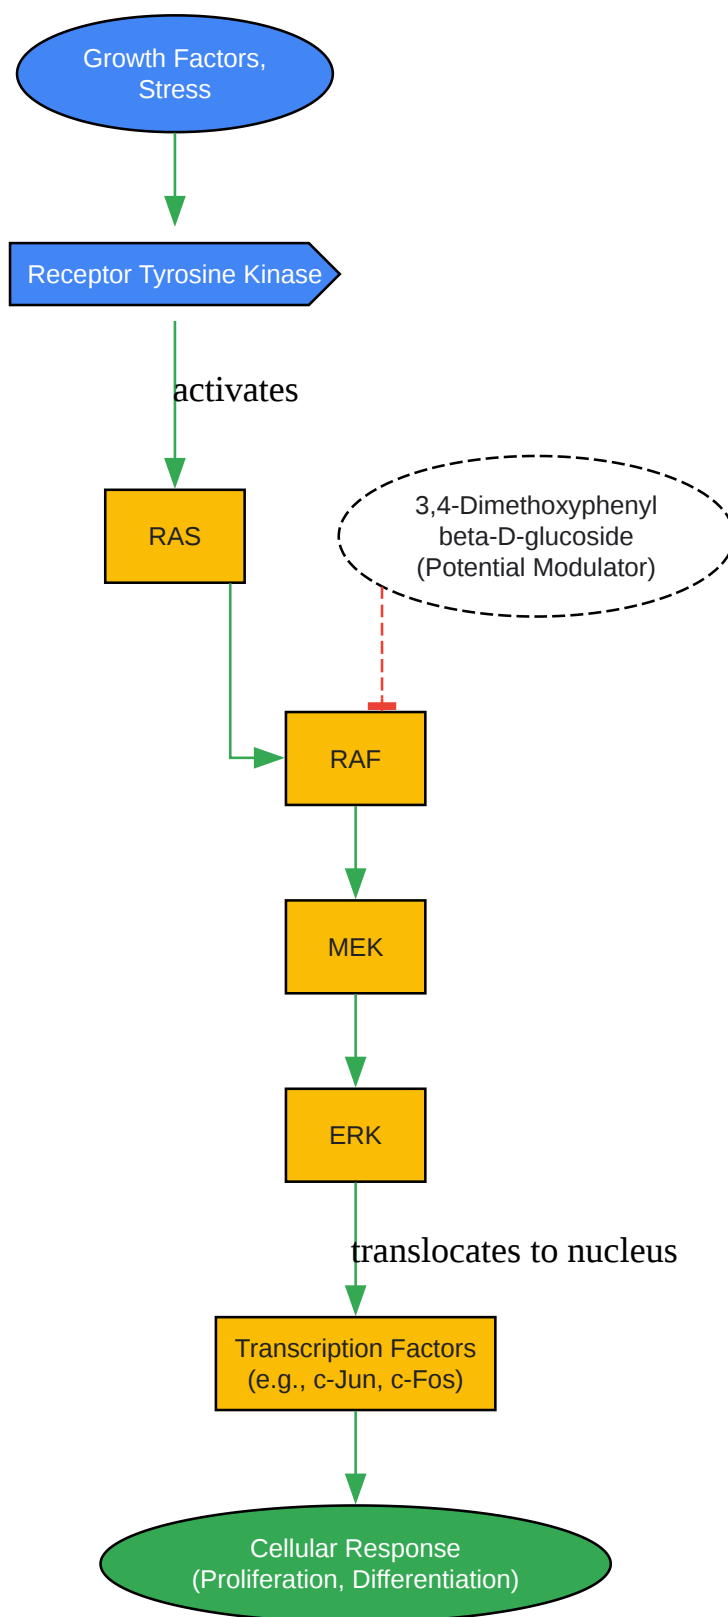 Growth Factors,
Stress
Receptor Tyrosine Kinase
activates
RAS
3,4-Dimethoxyphenyl
beta-D-glucoside
(Potential Modulator)
RAF
MEK
ERK
translocates to nucleus
Transcription Factors
(e.g., c-Jun, c-Fos)
Cellular Response
(Proliferation, Differentiation)